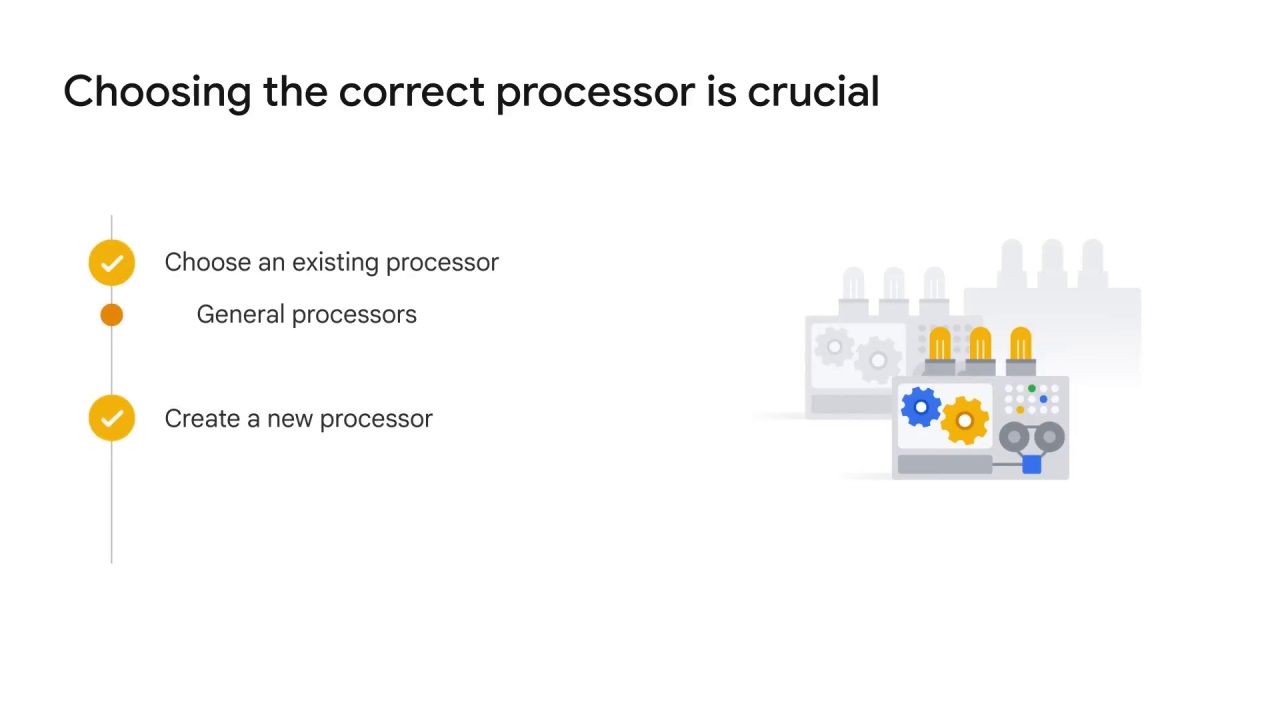 Choosing the correct processor is crucial
Choose an existing processor
General processors
Create a new processor